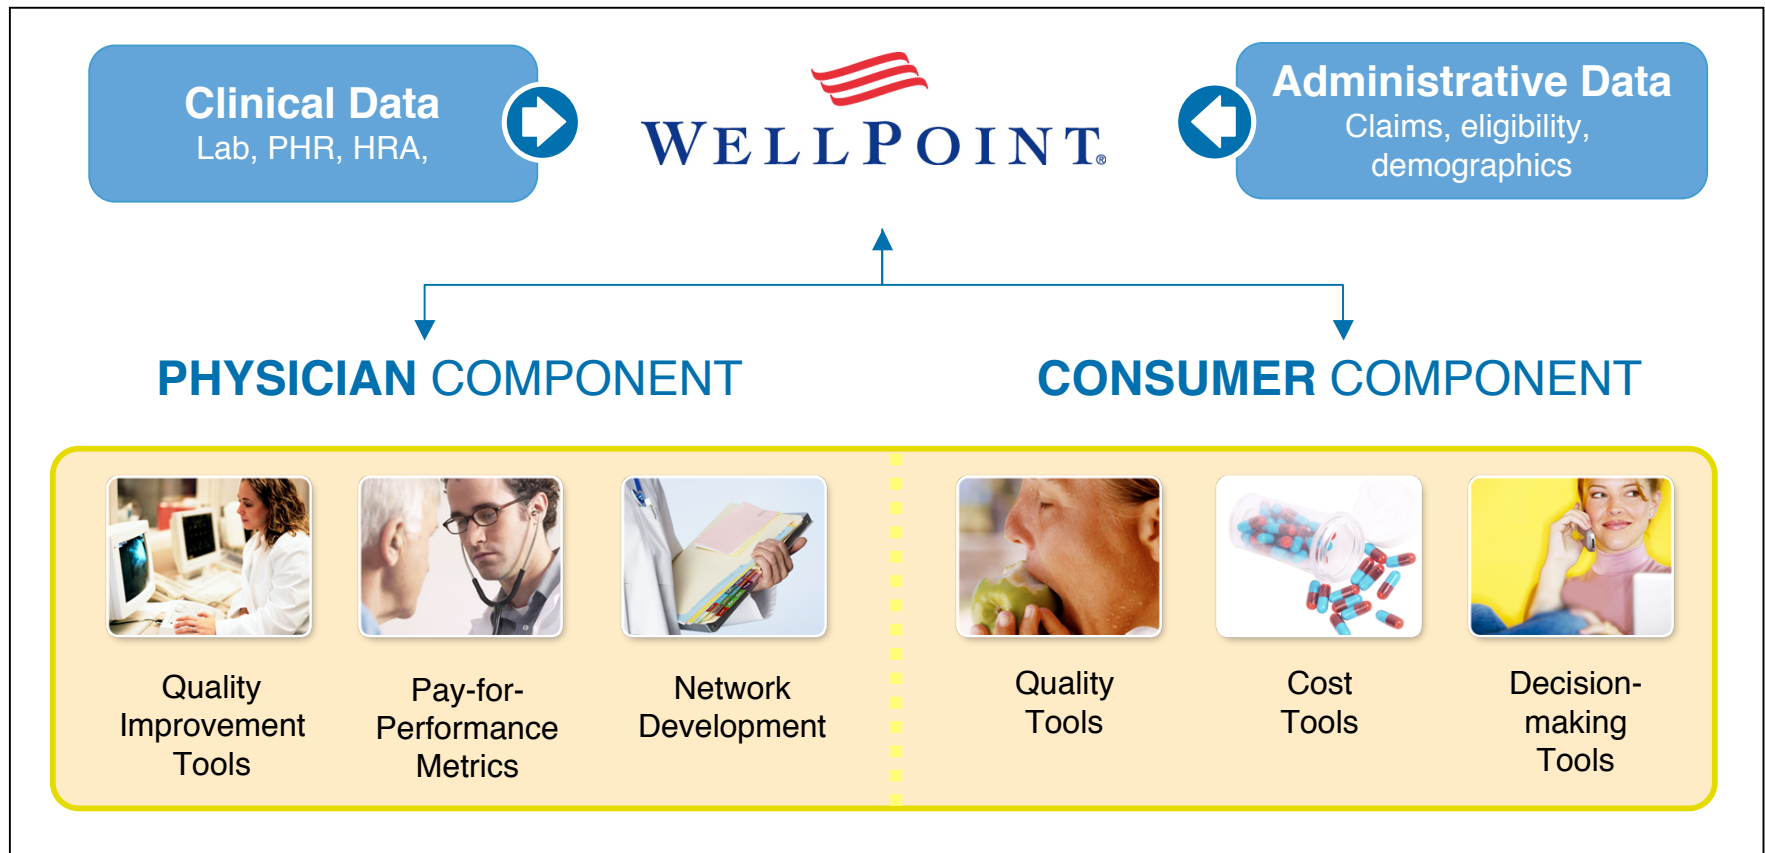 Clinical Data
Lab, PHR, HRA,
WELLPOINT®
Administrative Data
Claims, eligibility,
demographics
PHYSICIAN COMPONENT
CONSUMER COMPONENT
Quality
Improvement
Tools
Pay-for-
Performance
Metrics
Network
Development
Quality
Tools
Cost
Tools
Decision-
making
Tools